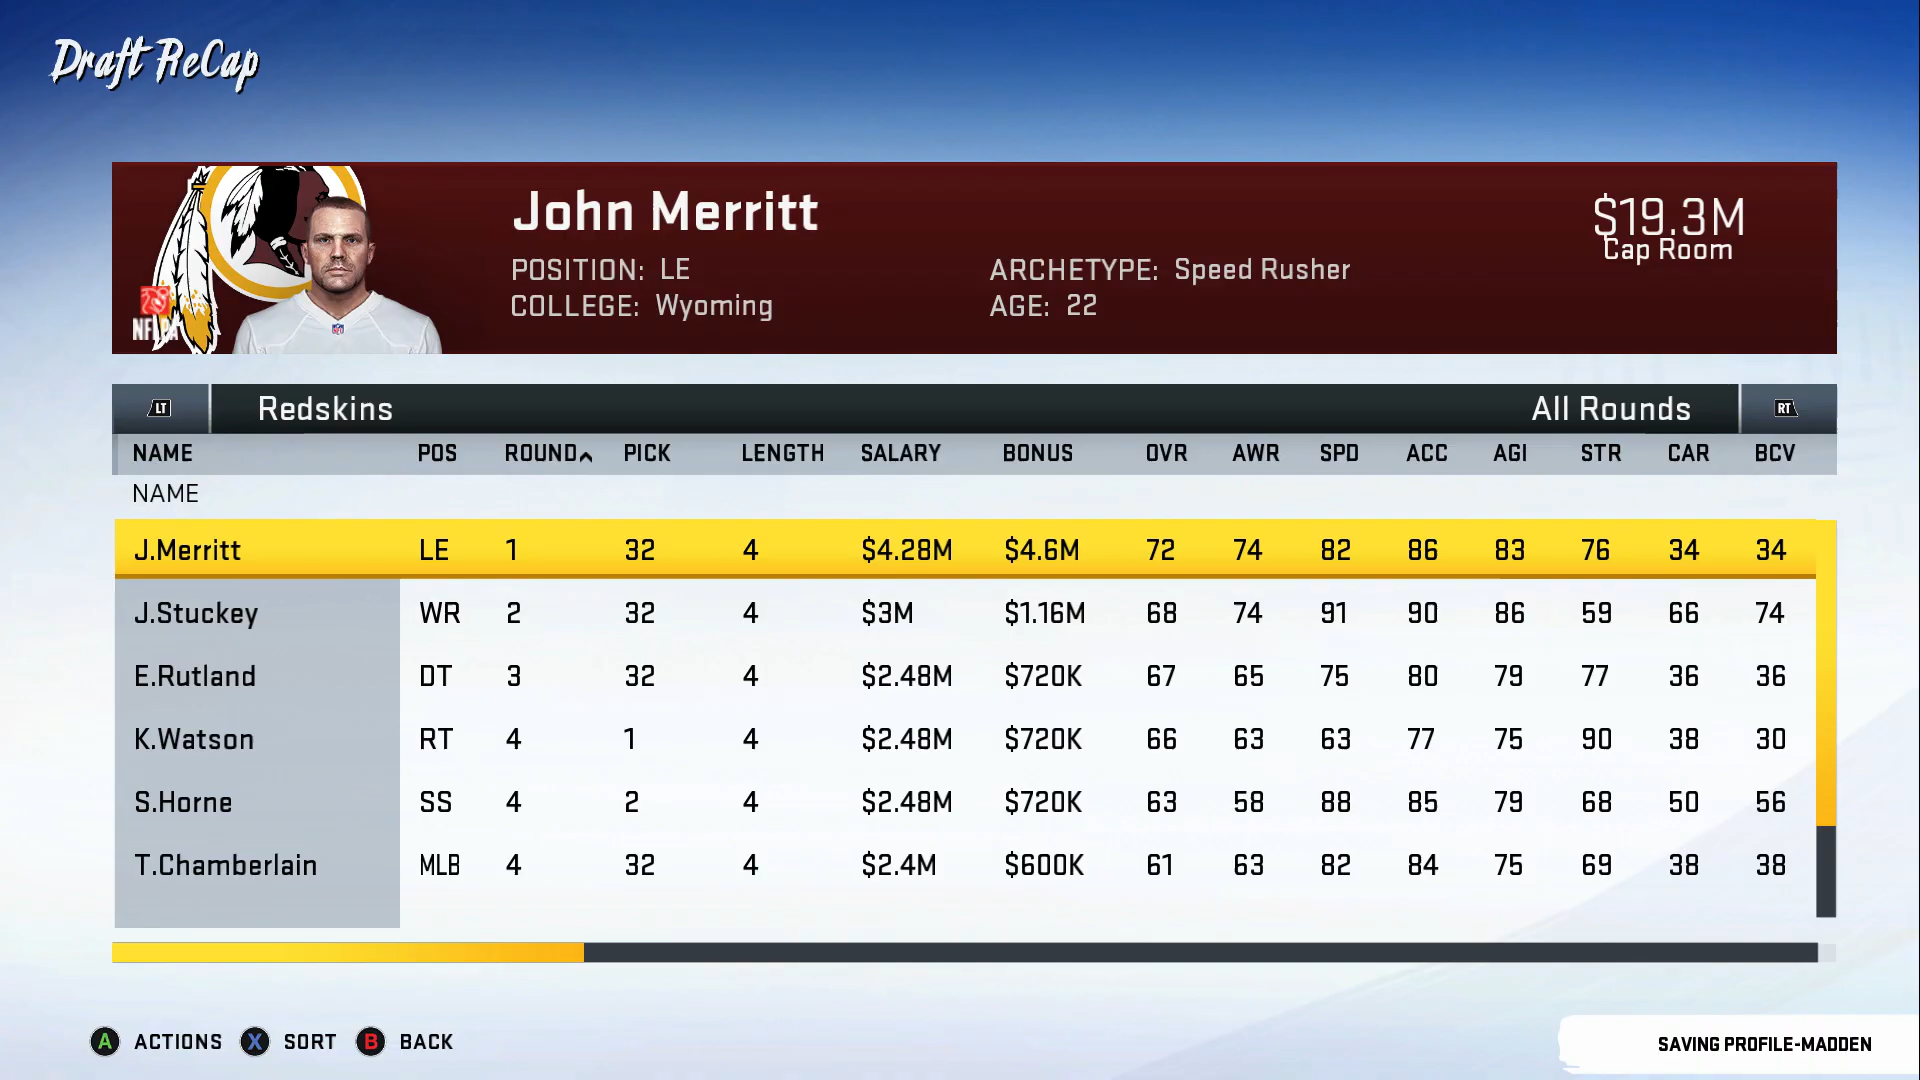 Draft ReCap
John Merritt
$19.3M
Cap Room
POSITION: LE
ARCHETYPE: Speed Rusher
COLLEGE: Wyoming
AGE: 22
NFLPA
LT Redskins All Rounds RT
NAME POS ROUND PICK LENGTH SALARY BONUS OVR AWR SPD ACC AGI STR CAR BCV
NAME
J.Merritt LE 1 32 4 $4.28M $4.6M 72 74 82 86 83 76 34 34
J.Stuckey WR 2 32 4 $3M $1.16M 68 74 91 90 86 59 66 74
E.Rutland DT 3 32 4 $2.48M $720K 67 65 75 80 79 77 36 36
K.Watson RT 4 1 4 $2.48M $720K 66 63 63 77 75 90 38 30
S.Horne SS 4 2 4 $2.48M $720K 63 58 88 85 79 68 50 56
T.Chamberlain MLB 4 32 4 $2.4M $600K 61 63 82 84 75 69 38 38
A ACTIONS X SORT B BACK
SAVING PROFILE-MADDEN